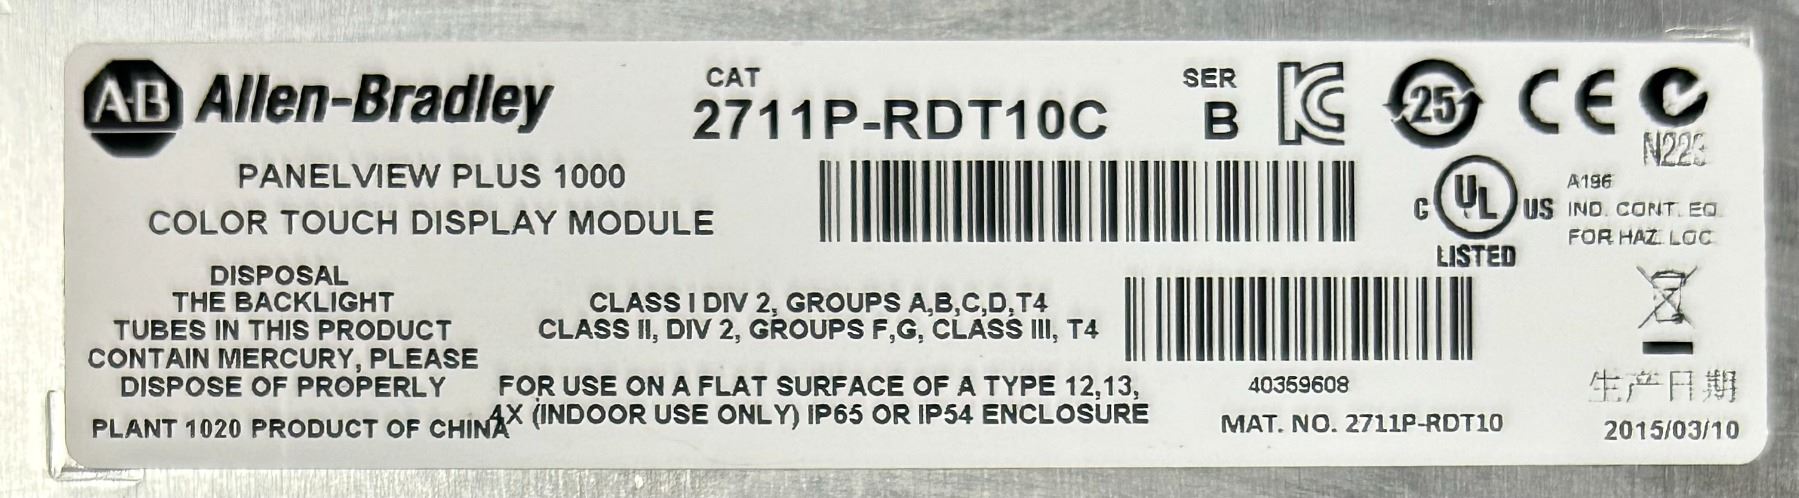 A-B Allen-Bradley
CAT
2711P-RDT10C
SER
B
25
CE
N223
PANELVIEW PLUS 1000
COLOR TOUCH DISPLAY MODULE
C UL US
LISTED
A196
IND. CONT. EQ.
FOR HAZ. LOC
DISPOSAL
THE BACKLIGHT
TUBES IN THIS PRODUCT
CONTAIN MERCURY, PLEASE
DISPOSE OF PROPERLY
PLANT 1020 PRODUCT OF CHINA
CLASS I DIV 2, GROUPS A,B,C,D,T4
CLASS II, DIV 2, GROUPS F,G, CLASS III, T4
FOR USE ON A FLAT SURFACE OF A TYPE 12,13,
4X (INDOOR USE ONLY) IP65 OR IP54 ENCLOSURE
40359608
MAT. NO. 2711P-RDT10
生产日期
2015/03/10